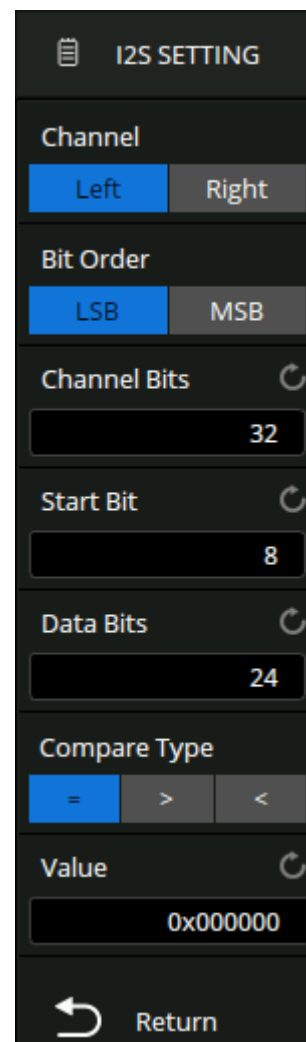 I2S SETTING
Channel
Left Right
Bit Order
LSB MSB
Channel Bits
32
Start Bit
8
Data Bits
24
Compare Type
= > <
Value
0x000000
Return